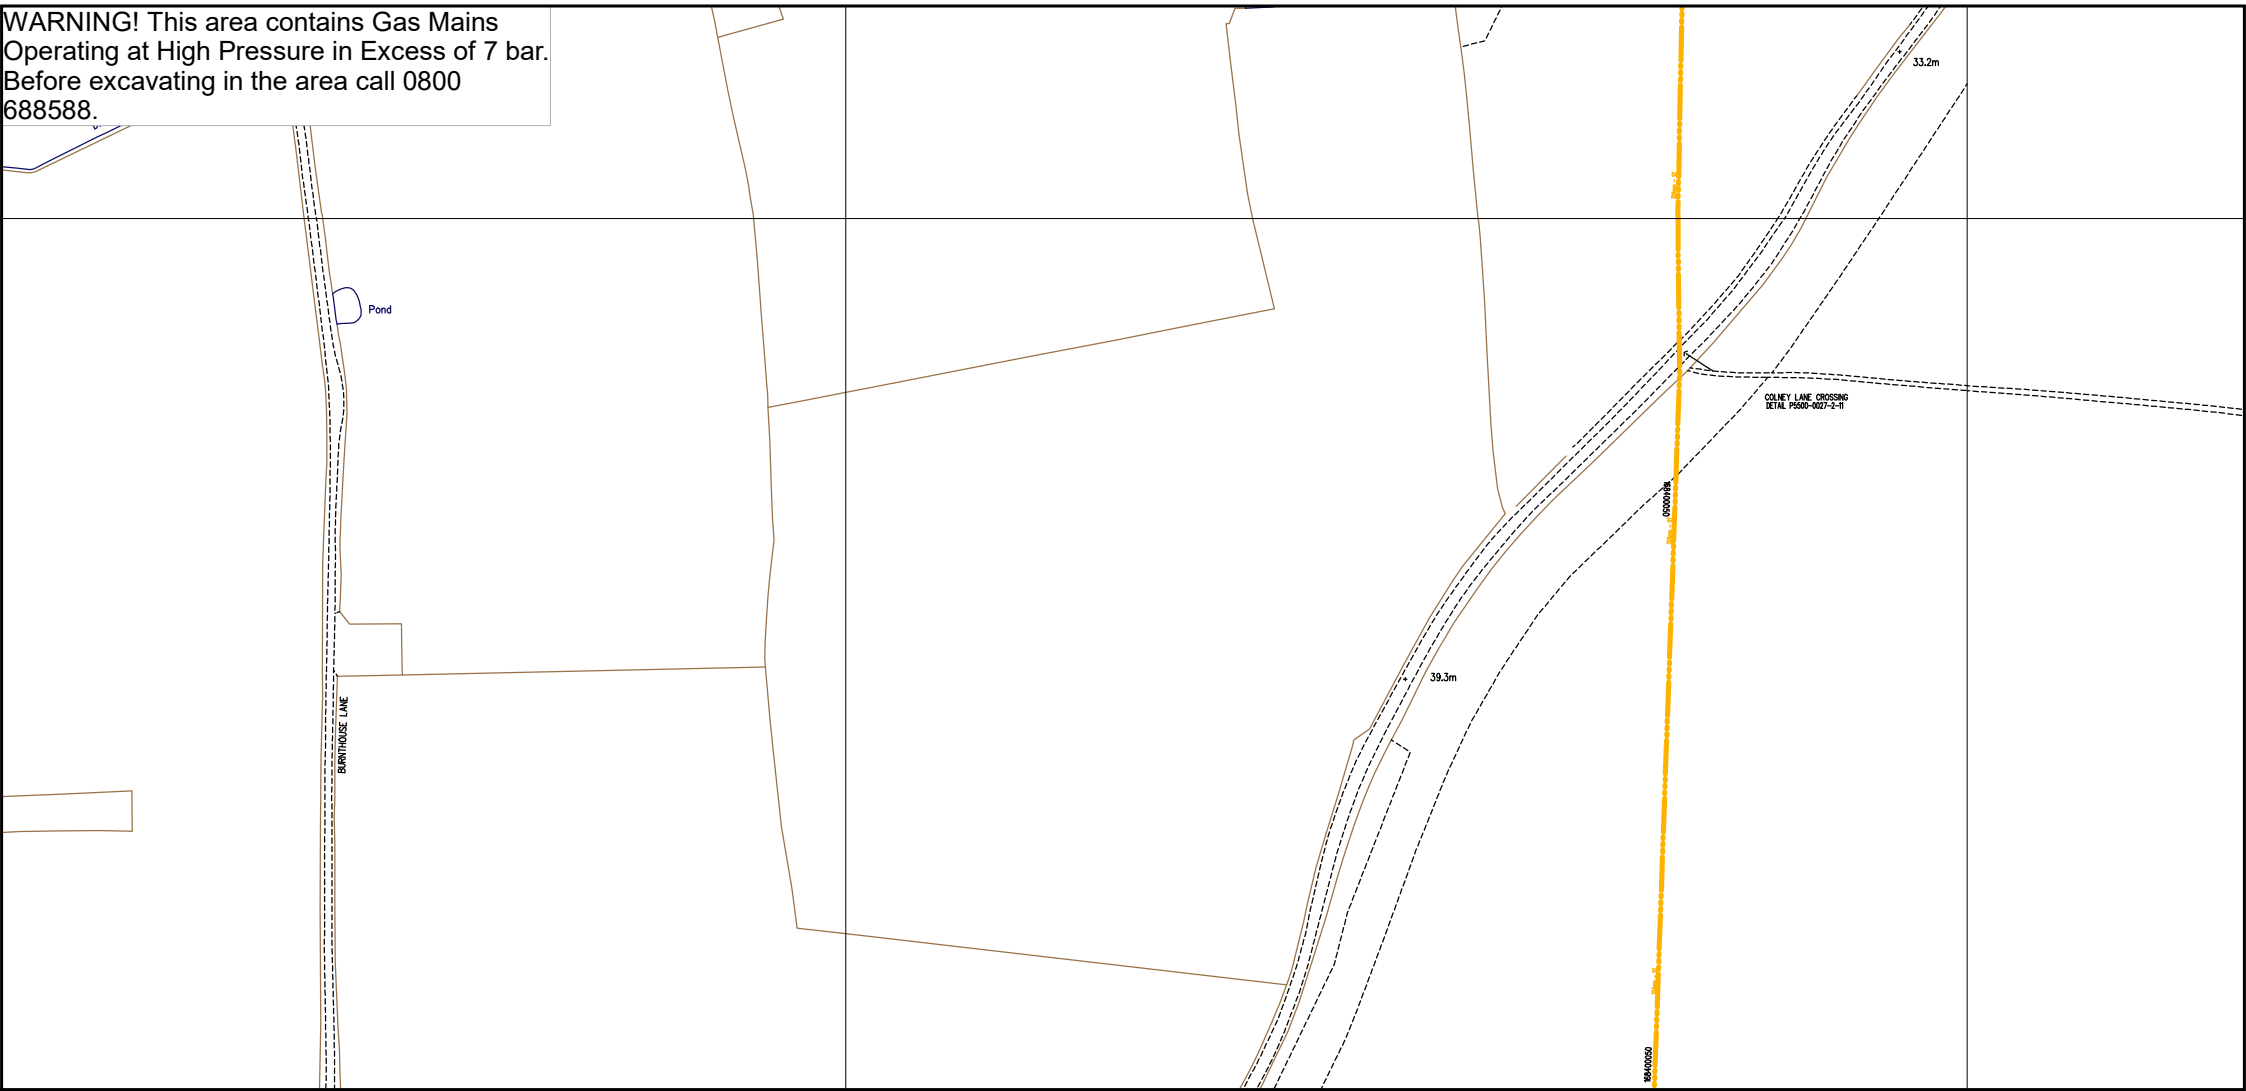 WARNING! This area contains Gas Mains
Operating at High Pressure in Excess of 7 bar.
Before excavating in the area call 0800
688588.
33.2m
Pond
COLNEY LANE CROSSING
DETAIL P5500-0027-2-11
168400050
39.3m
BURNTHOUSE LANE
168400050